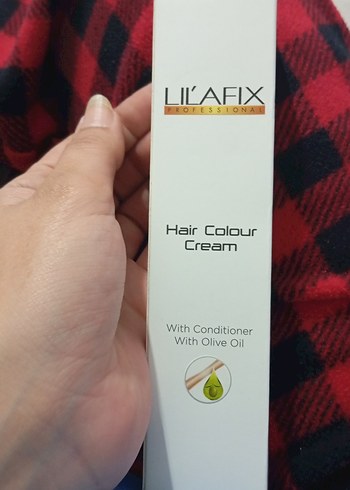 LIL'AFIX
PROFESSIONAL
Hair Colour
Cream
With Conditioner
With Olive Oil